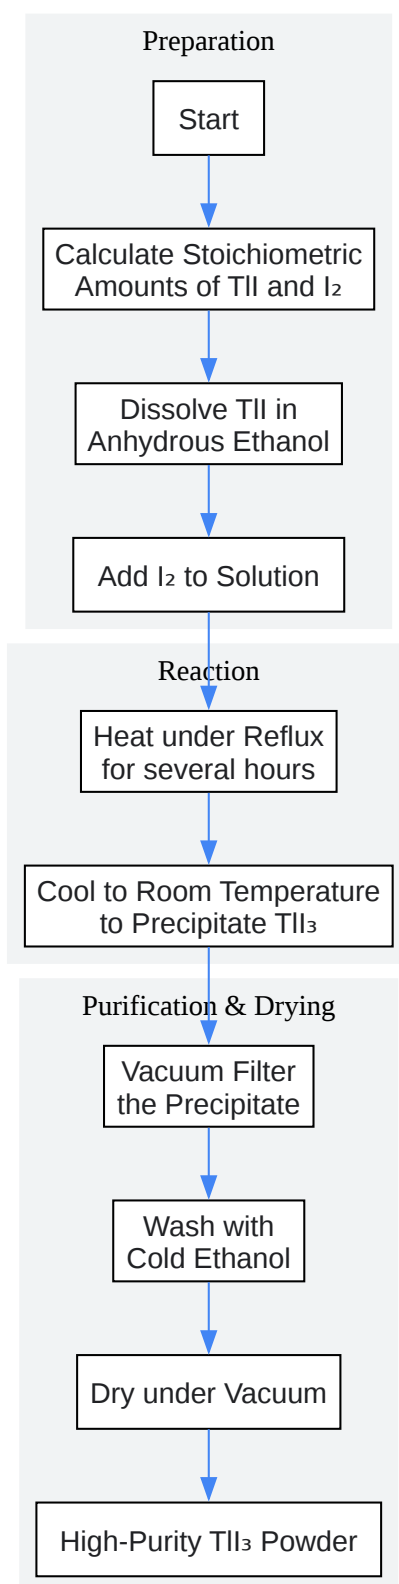 Preparation
Start
Calculate Stoichiometric
Amounts of TlI and I₂
Dissolve TlI in
Anhydrous Ethanol
Add I₂ to Solution
Reaction
Heat under Reflux
for several hours
Cool to Room Temperature
to Precipitate TlI₃
Purification & Drying
Vacuum Filter
the Precipitate
Wash with
Cold Ethanol
Dry under Vacuum
High-Purity TlI₃ Powder